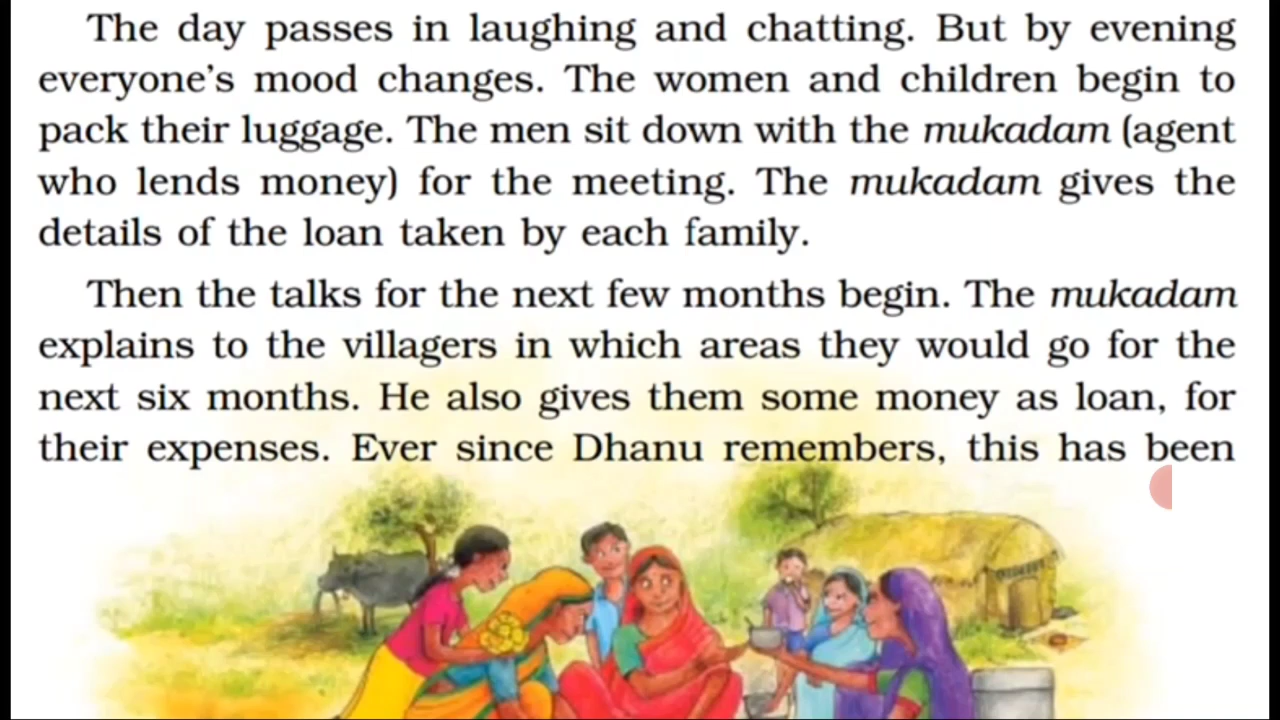 The day passes in laughing and chatting. But by evening
everyone's mood changes. The women and children begin to
pack their luggage. The men sit down with the mukadam (agent
who lends money) for the meeting. The mukadam gives the
details of the loan taken by each family.
Then the talks for the next few months begin. The mukadam
explains to the villagers in which areas they would go for the
next six months. He also gives them some money as loan, for
their expenses. Ever since Dhanu remembers, this has been